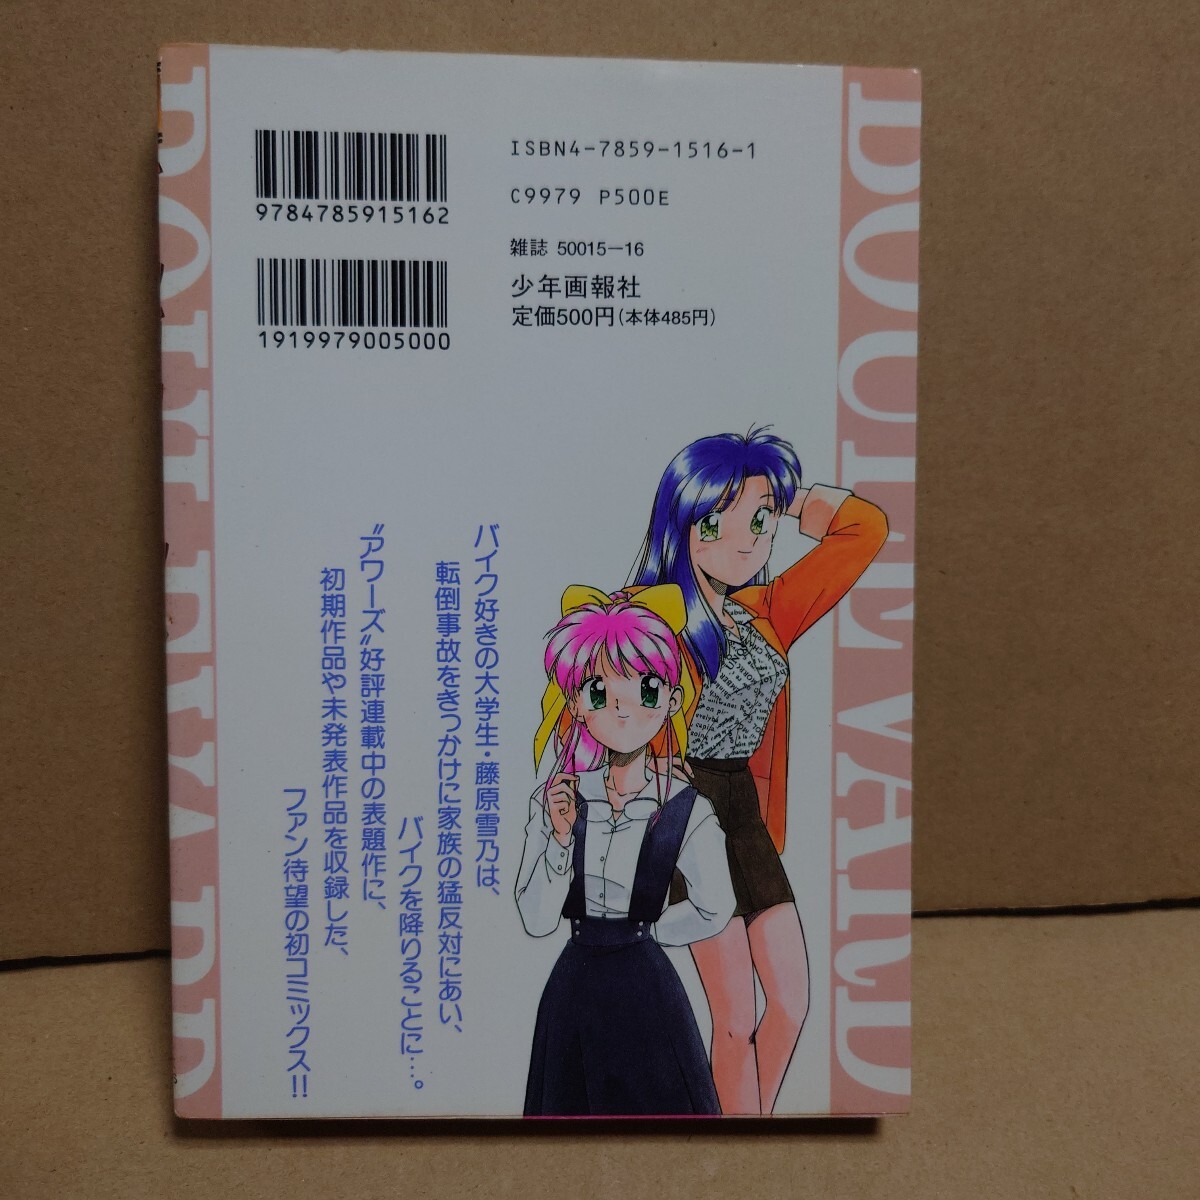 ISBN4-7859-1516-1
C9979 P500E
雑誌 50015-16
少年画報社
定価500円(本体485円)
9784785915162
1919979005000
バイク好きの大学生・藤原雪乃は、
転倒事故をきっかけに家族の猛反対にあい、
バイクを降りることに…。
〝アワーズ〟好評連載中の表題作に、
初期作品や未発表作品を収録した、
ファン待望の初コミックス!!
BOULEVARD
BOULEVARD